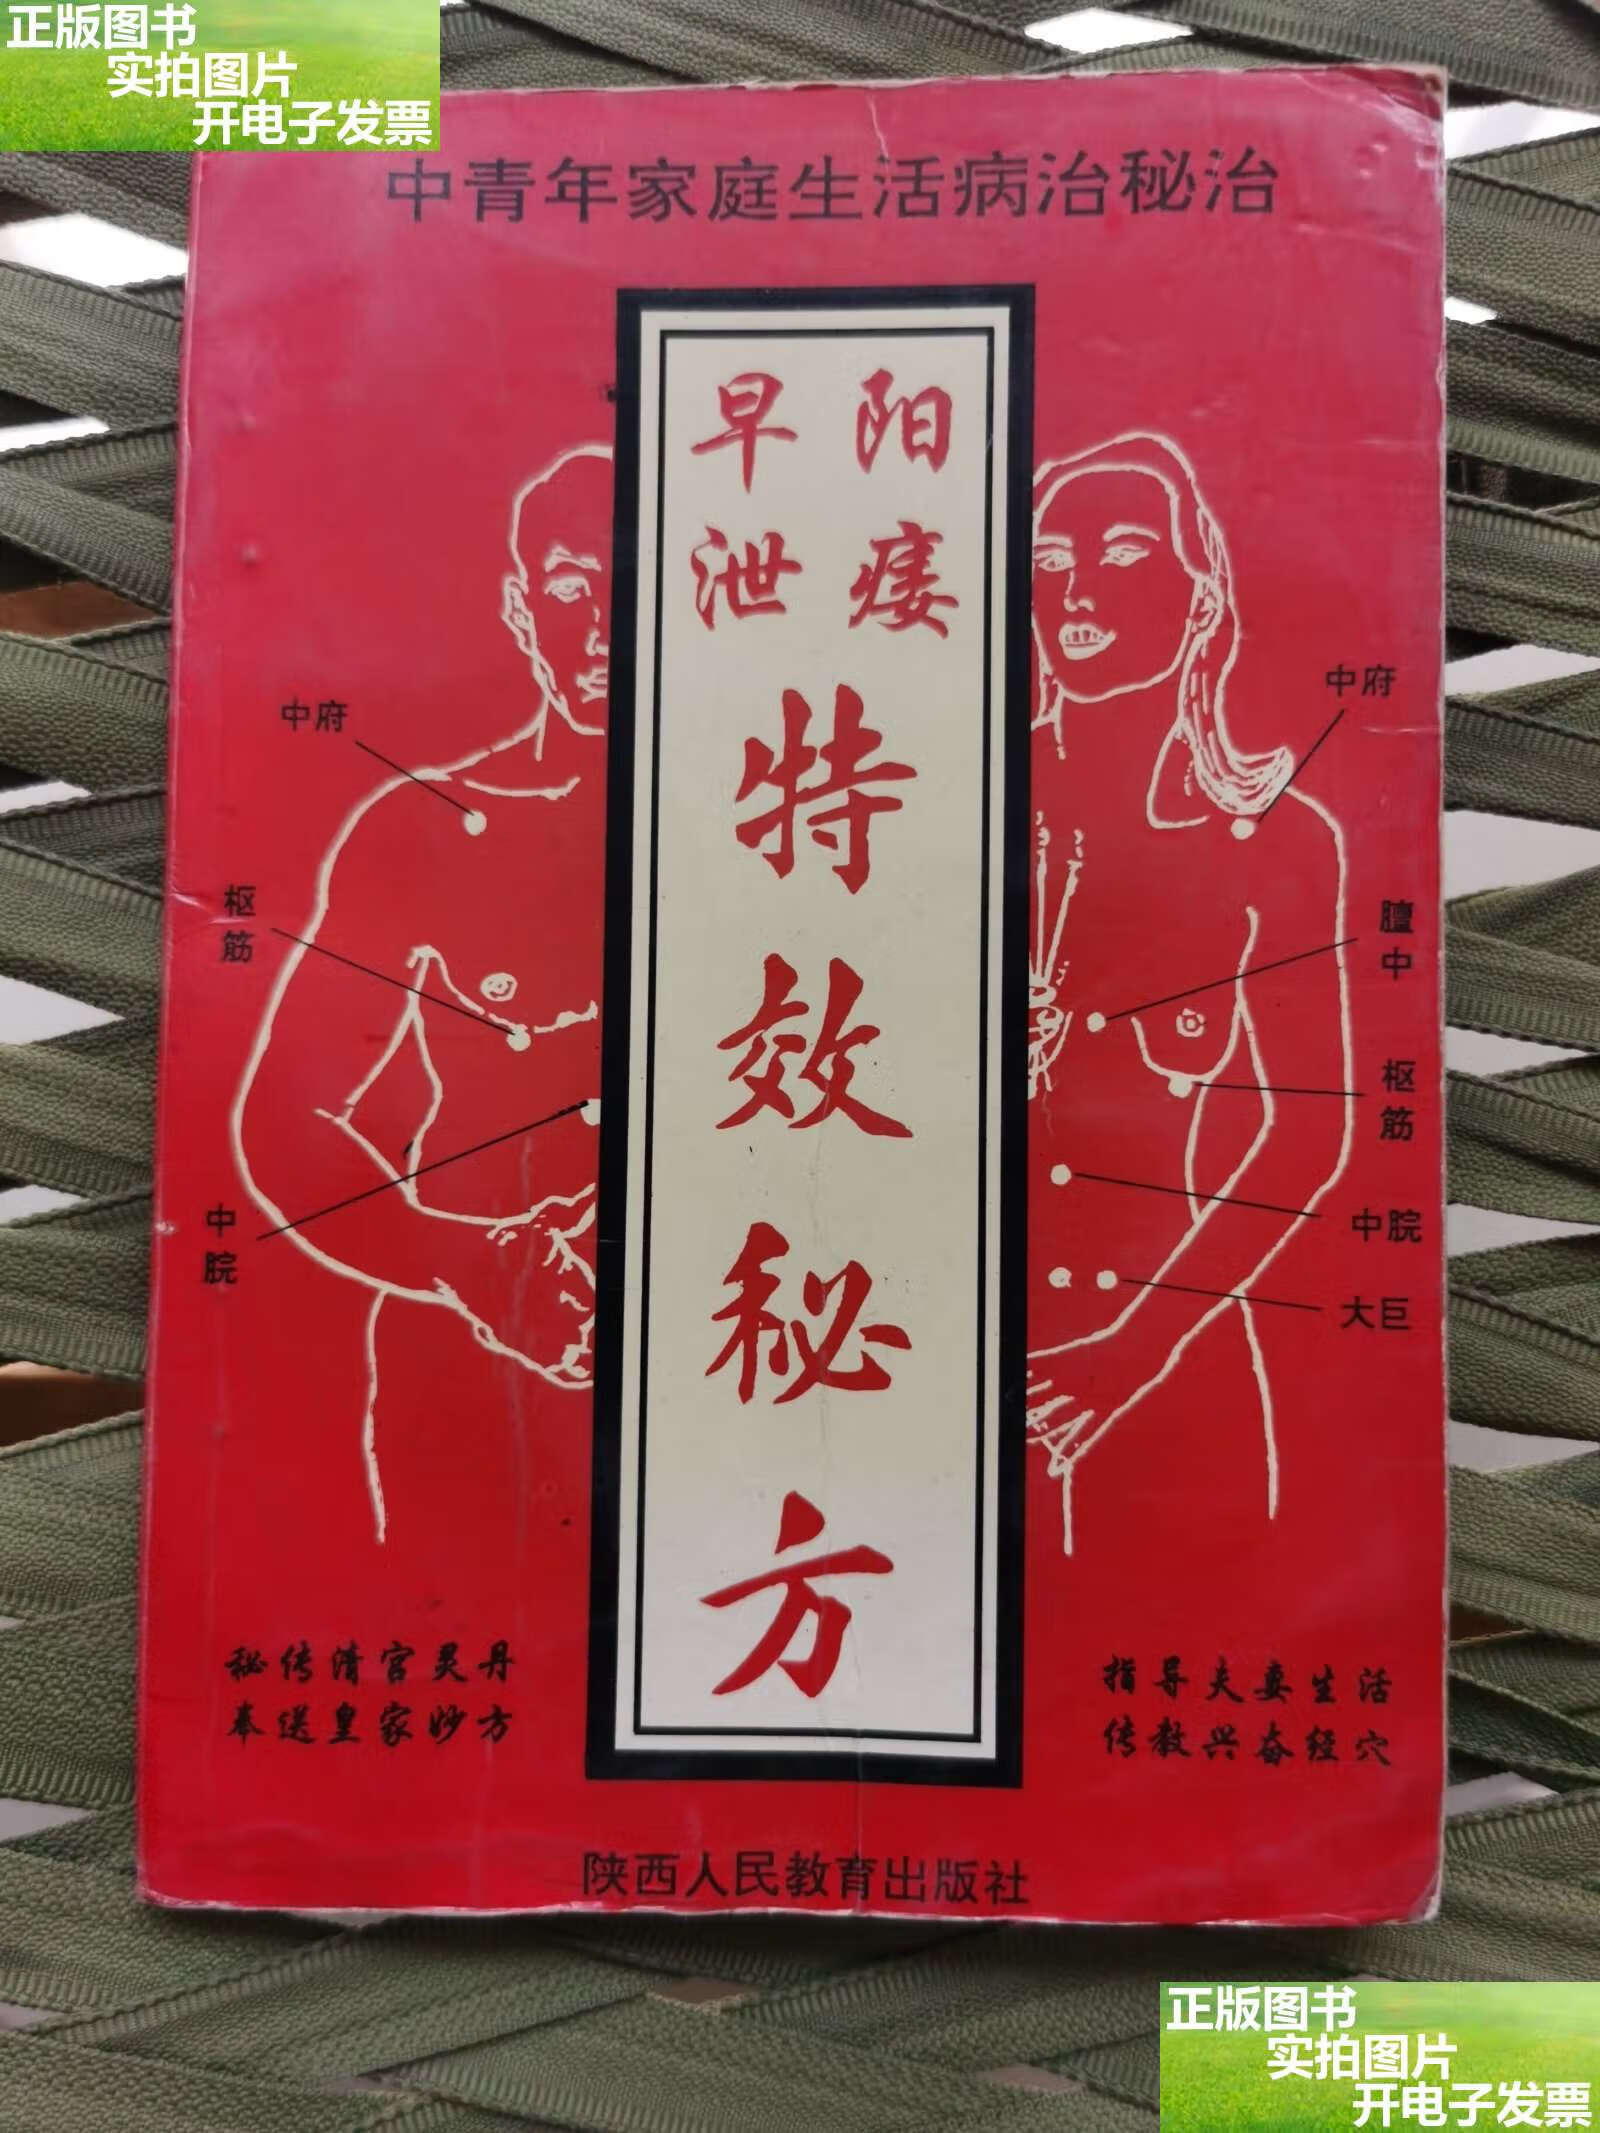 正版图书
实拍图片
开电子发票
中青年家庭生活病治秘治
阳痿
早泄
特效秘方
中府
枢筋
中脘
中府
膻中
枢筋
中脘
大巨
秘传清宫灵丹
奉送皇家妙方
指导夫妻生活
传教兴奋经穴
陕西人民教育出版社
正版图书
实拍图片
开电子发票